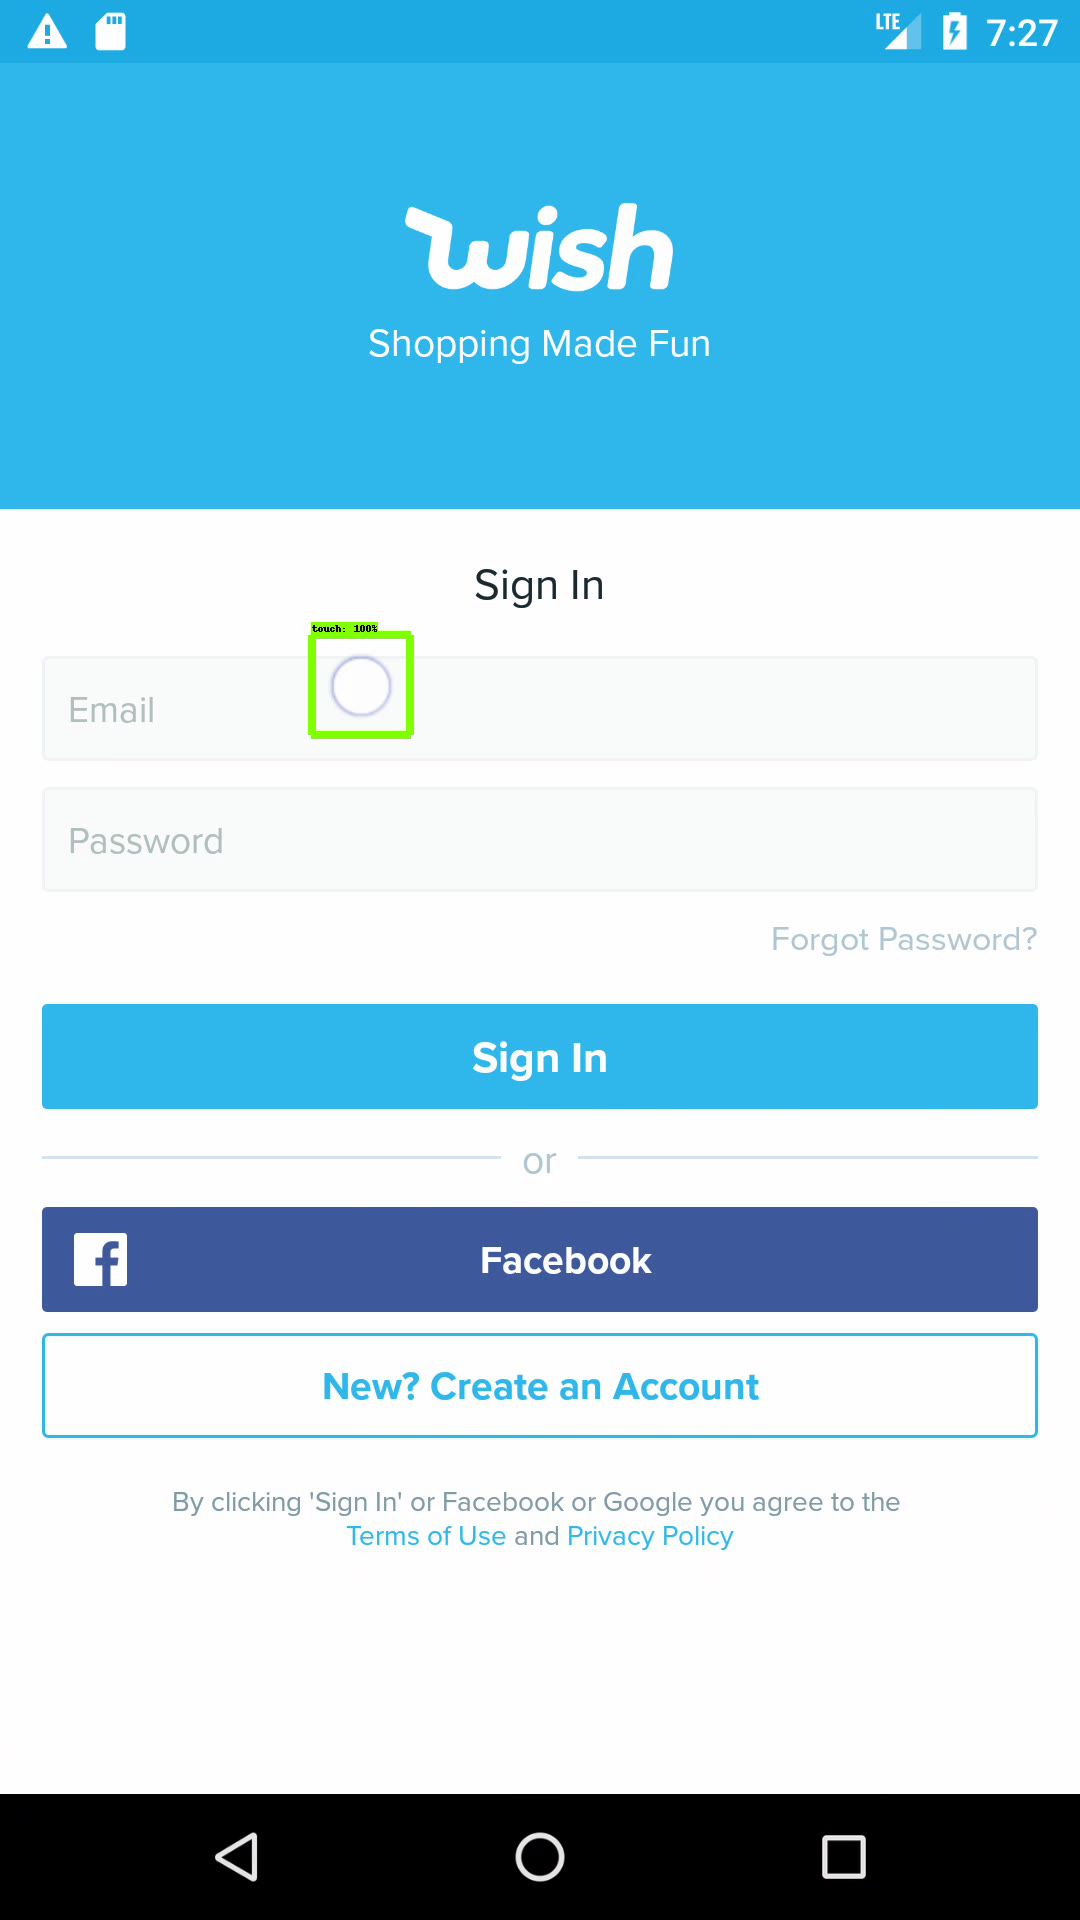 LTE 7:27
wish
Shopping Made Fun
Sign In
touch: 100%
Email
Password
Forgot Password?
Sign In
or
Facebook
New? Create an Account
By clicking 'Sign In' or Facebook or Google you agree to the
Terms of Use and Privacy Policy